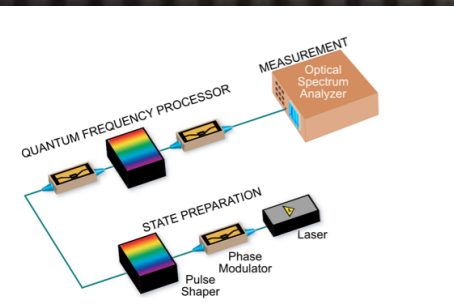 MEASUREMENT
Optical
Spectrum
Analyzer
QUANTUM FREQUENCY PROCESSOR
STATE PREPARATION
Laser
Phase
Modulator
Pulse
Shaper